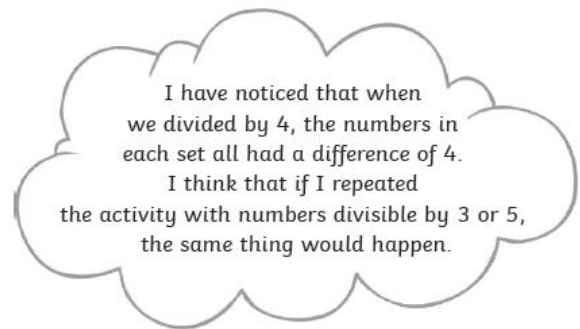 I have noticed that when
we divided by 4, the numbers in
each set all had a difference of 4.
I think that if I repeated
the activity with numbers divisible by 3 or 5,
the same thing would happen.